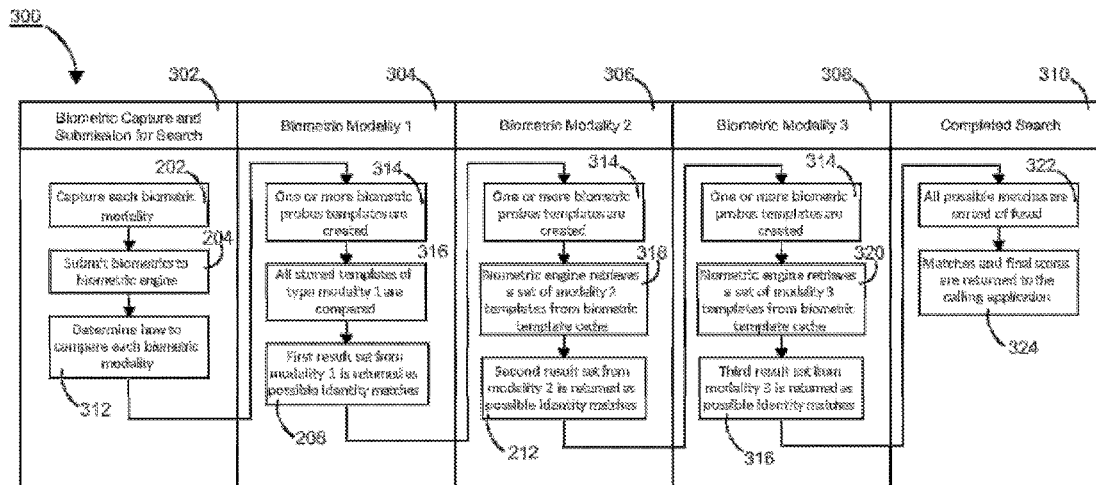 300
302
304
306
308
310
Biometric Capture and
Submission for Search
Biometric Modality 1
Biometric Modality 2
Biometric Modality 3
Completed Search
202
Capture each biometric
modality
204
Submit biometrics to
biometric engine
Determine how to
compare each biometric
modality
312
314
One or more biometric
probe templates are
created
316
All stored templates of
type modality 1 are
compared
First result set from
modality 1 is returned as
possible identity matches
208
314
One or more biometric
probe templates are
created
318
Biometric engine retrieves
a set of modality 2
templates from biometric
template cache
Second result set from
modality 2 is returned as
possible identity matches
212
314
One or more biometric
probe templates are
created
320
Biometric engine retrieves
a set of modality 3
templates from biometric
template cache
Third result set from
modality 3 is returned as
possible identity matches
316
322
All possible matches are
sorted or fused
Matches and final scores
are returned to the
calling application
324